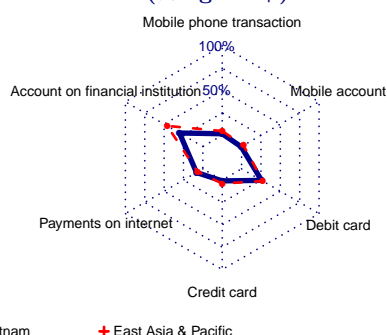 Mobile phone transaction
100%
Account on financial institution
50%
Mobile account
Payments on internet
Debit card
Credit card
East Asia & Pacific